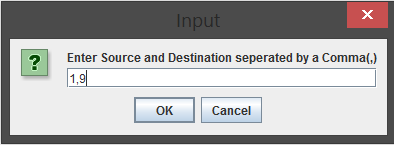 Input
Enter Source and Destination seperated by a Comma(,)
1,9
OK
Cancel